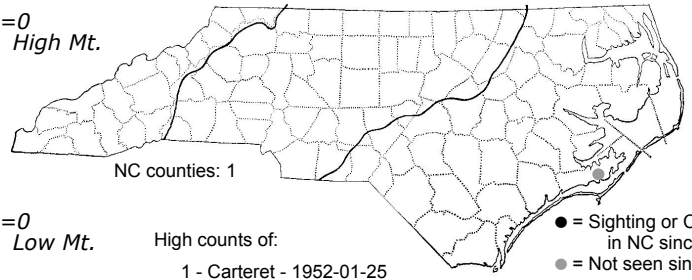 =0
High Mt.
NC counties: 1
=0
Low Mt.
High counts of:
1 - Carteret - 1952-01-25
● = Sighting or C
in NC sinc
● = Not seen sin